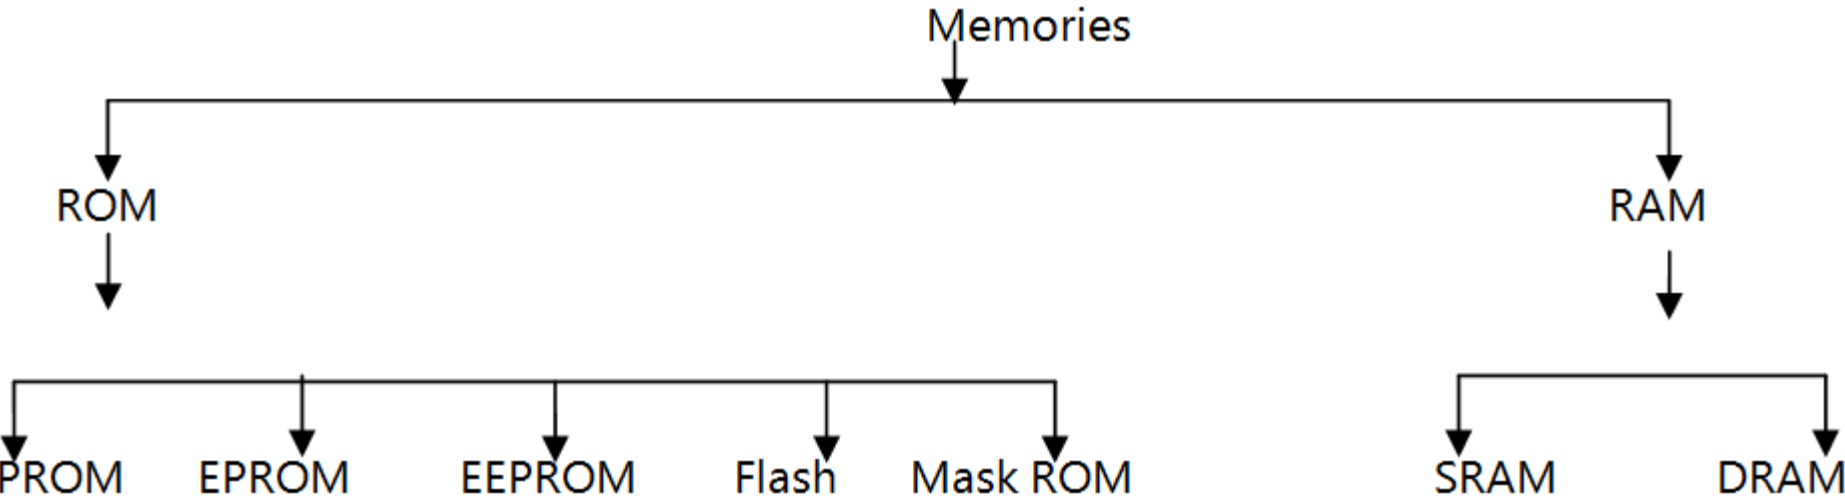 Memories
ROM
RAM
PROM
EPROM
EEPROM
Flash
Mask ROM
SRAM
DRAM